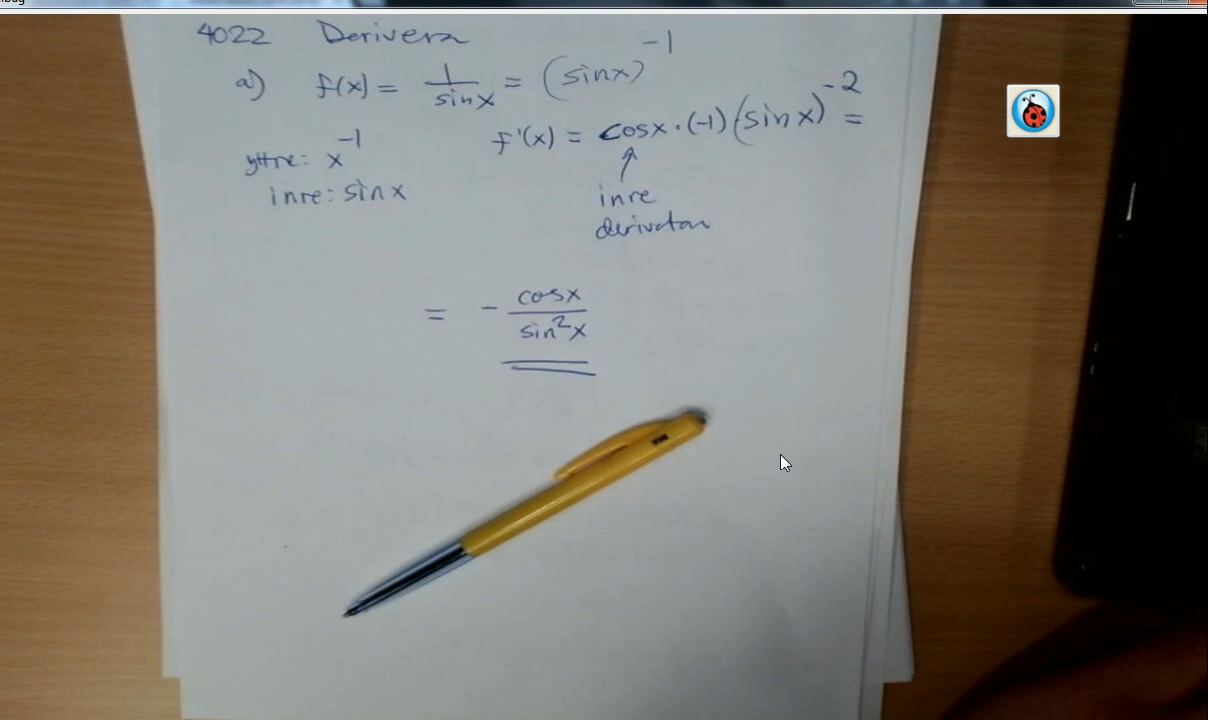 4022 Derivera
a) f(x) = 1/sinx = (sinx)^-1
yttre: x^-1
inre: sinx
f'(x) = cosx·(-1)(sinx)^-2 =
inre
derivatan
= - cosx/sin²x